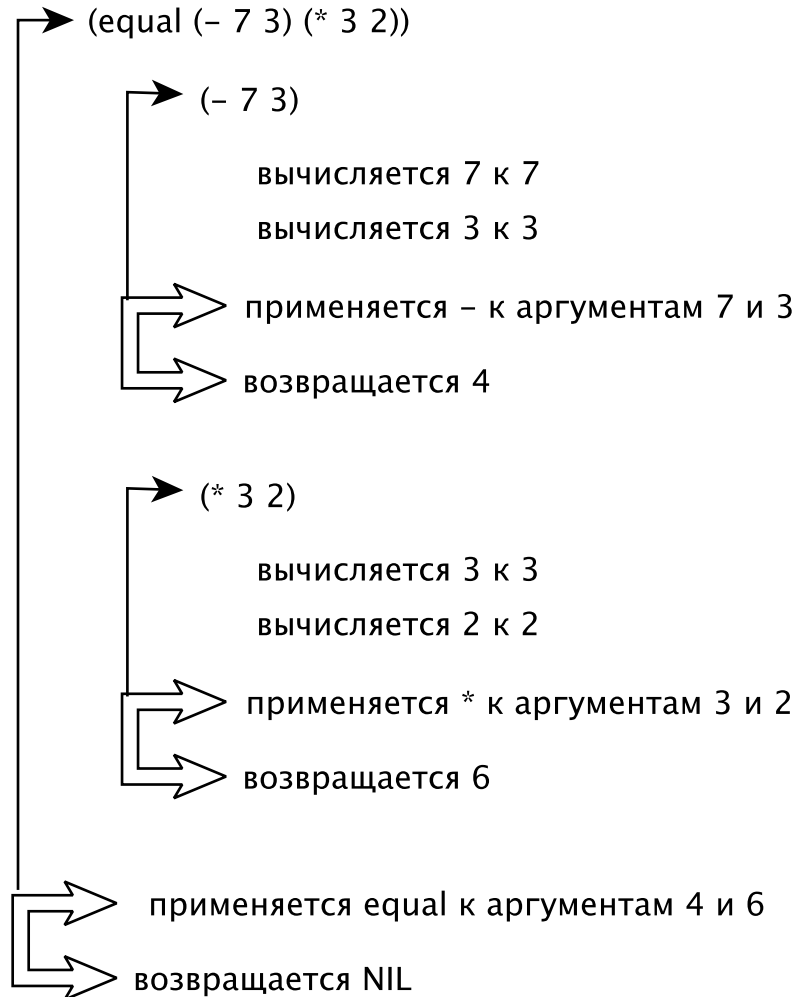 (equal (– 7 3) (* 3 2))
(– 7 3)
вычисляется 7 к 7
вычисляется 3 к 3
применяется – к аргументам 7 и 3
возвращается 4
(* 3 2)
вычисляется 3 к 3
вычисляется 2 к 2
применяется * к аргументам 3 и 2
возвращается 6
применяется equal к аргументам 4 и 6
возвращается NIL